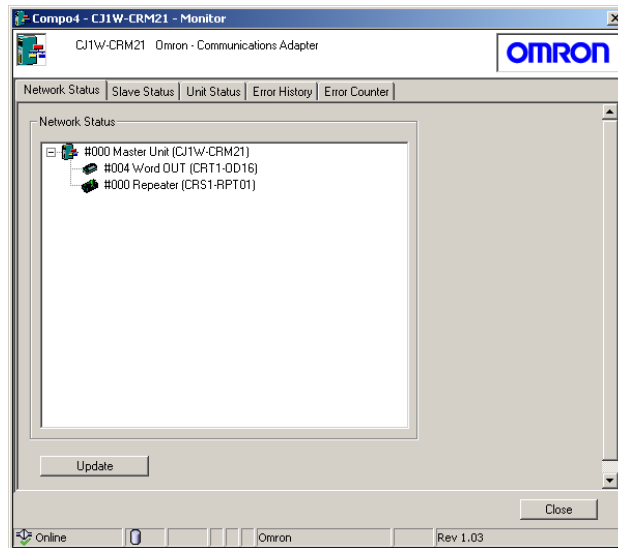 Compo4 - CJ1W-CRM21 - Monitor
CJ1W-CRM21 Omron - Communications Adapter
OMRON
Network Status Slave Status Unit Status Error History Error Counter
Network Status
#000 Master Unit (CJ1W-CRM21)
#004 Word OUT (CRT1-OD16)
#000 Repeater (CRS1-RPT01)
Update
Close
Online Omron Rev 1.03